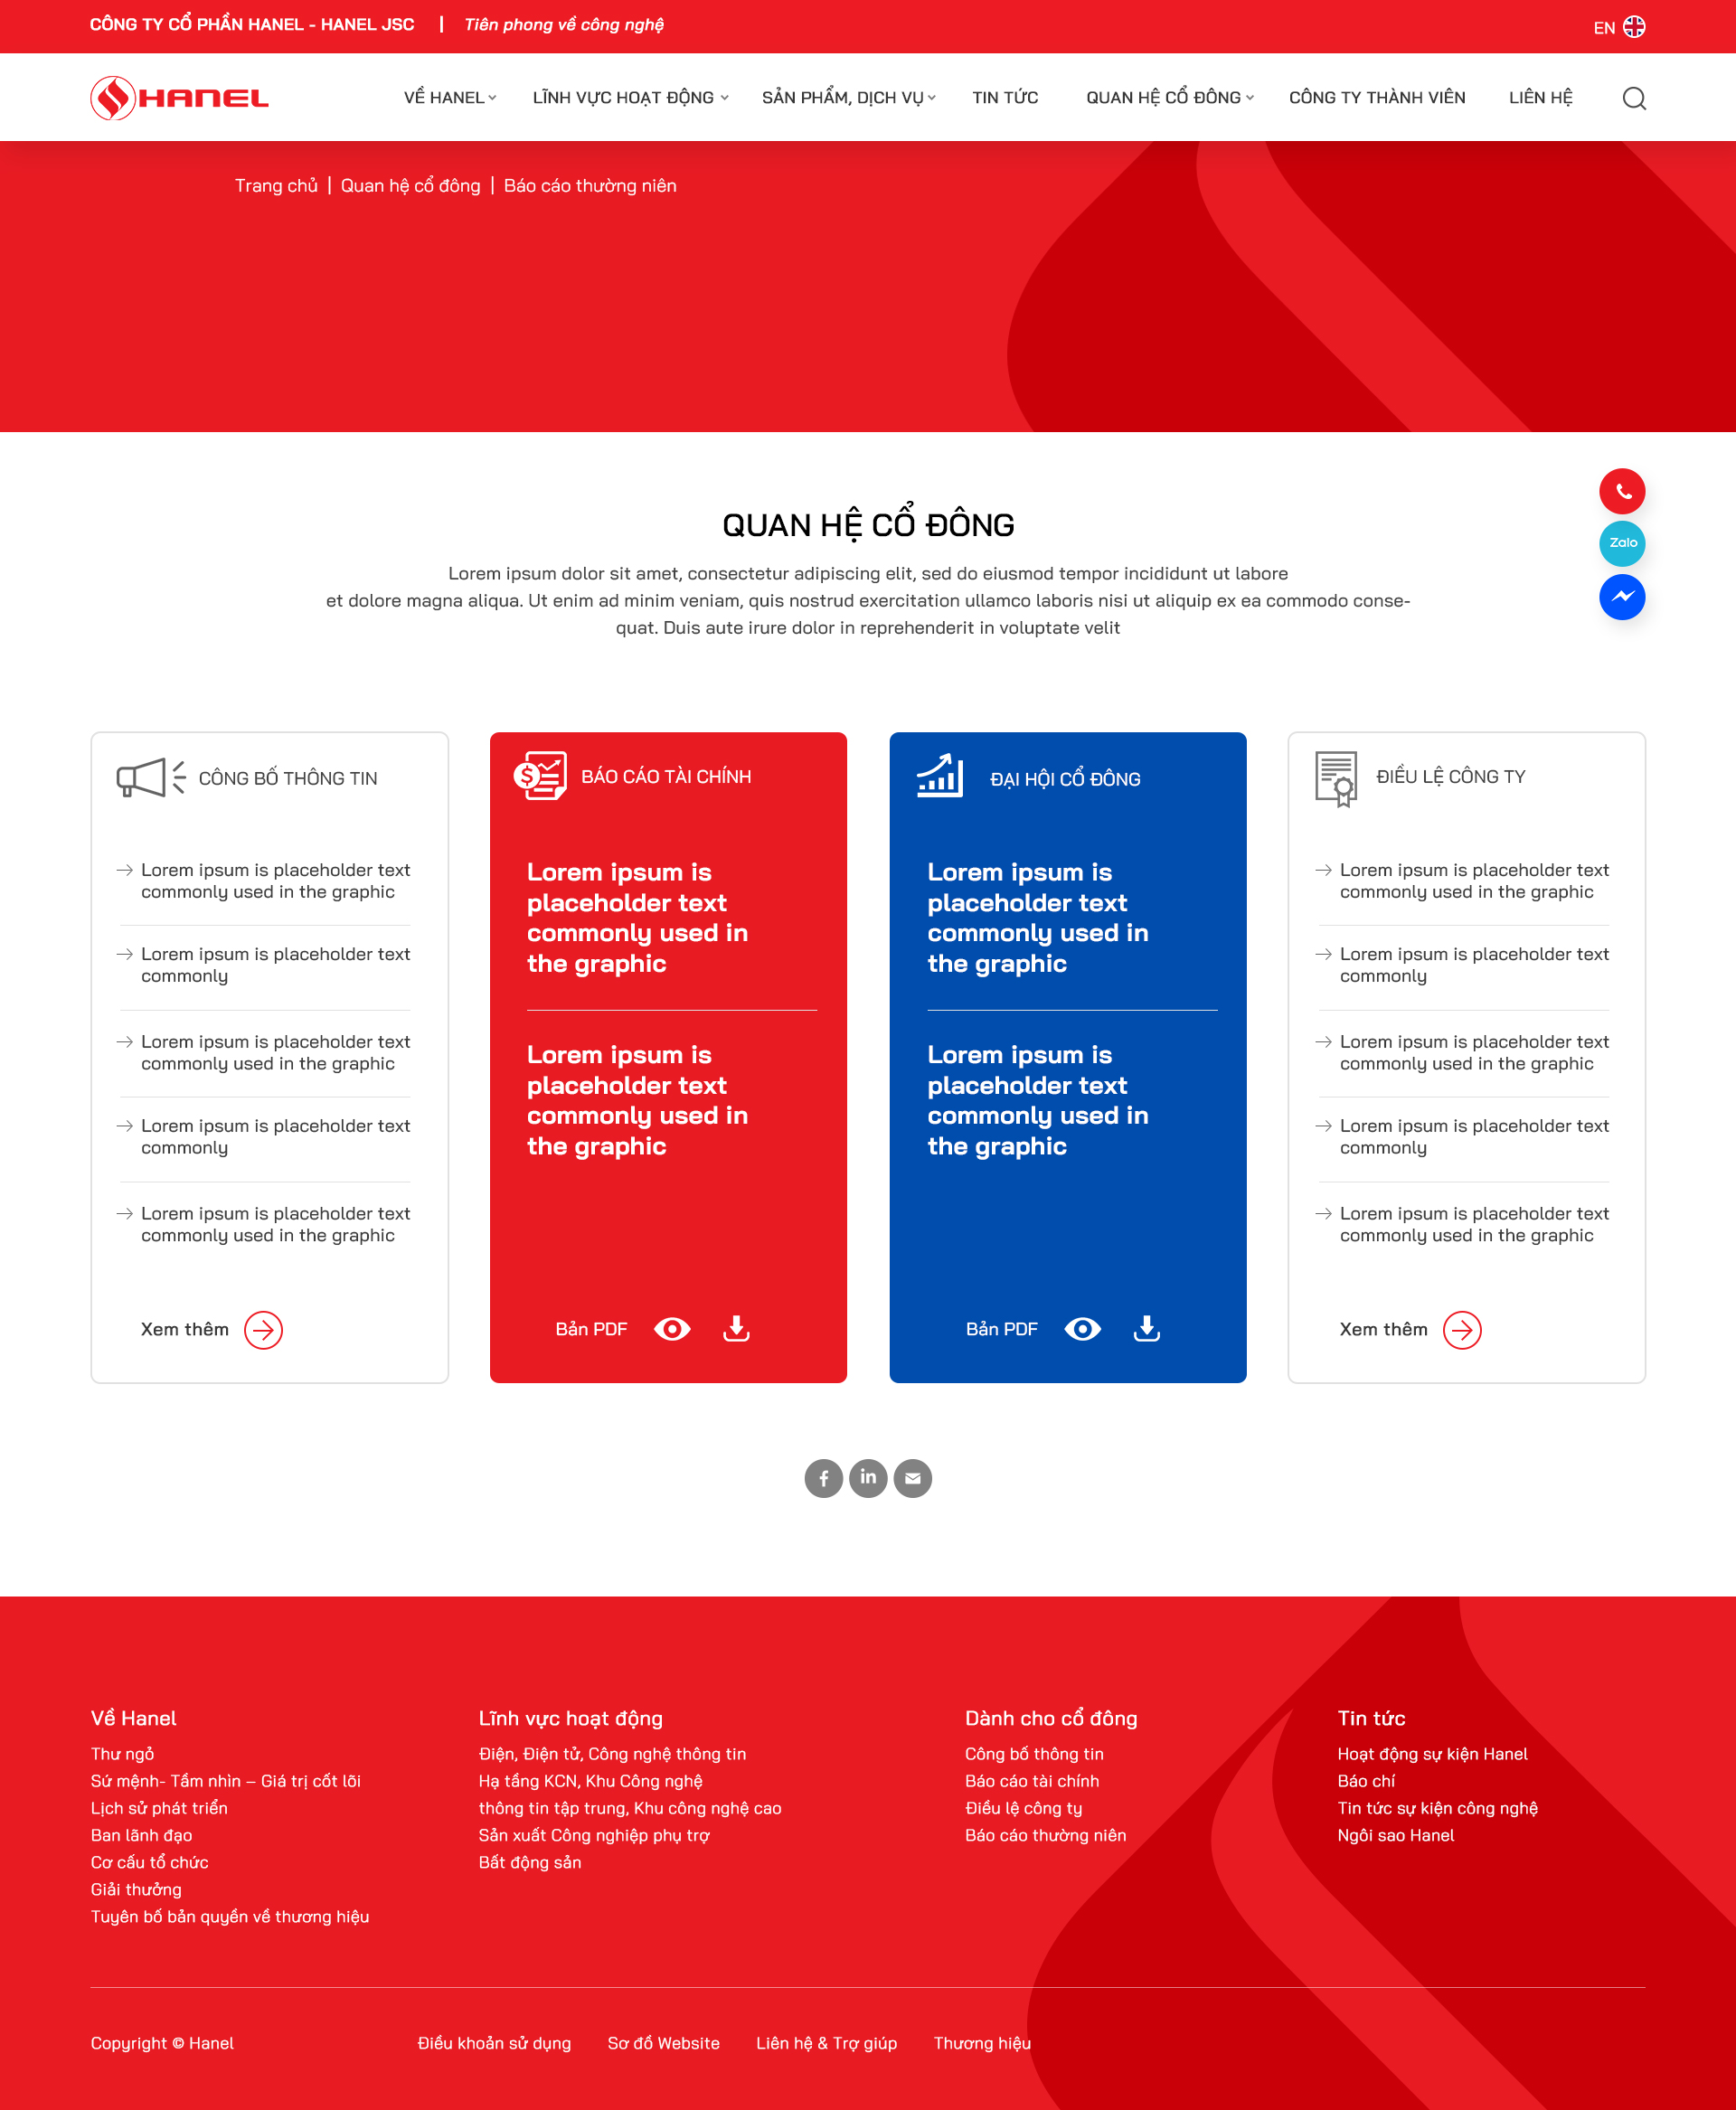 CÔNG TY CỔ PHẦN HANEL - HANEL JSC | Tiên phong về công nghệ
EN
HANEL
VỀ HANEL
LĨNH VỰC HOẠT ĐỘNG
SẢN PHẨM, DỊCH VỤ
TIN TỨC
QUAN HỆ CỔ ĐÔNG
CÔNG TY THÀNH VIÊN
LIÊN HỆ
Trang chủ | Quan hệ cổ đông | Báo cáo thường niên
QUAN HỆ CỔ ĐÔNG
Lorem ipsum dolor sit amet, consectetur adipiscing elit, sed do eiusmod tempor incididunt ut labore
et dolore magna aliqua. Ut enim ad minim veniam, quis nostrud exercitation ullamco laboris nisi ut aliquip ex ea commodo conse-
quat. Duis aute irure dolor in reprehenderit in voluptate velit
Zalo
CÔNG BỐ THÔNG TIN
Lorem ipsum is placeholder text
commonly used in the graphic
Lorem ipsum is placeholder text
commonly
Lorem ipsum is placeholder text
commonly used in the graphic
Lorem ipsum is placeholder text
commonly
Lorem ipsum is placeholder text
commonly used in the graphic
Xem thêm
BÁO CÁO TÀI CHÍNH
Lorem ipsum is
placeholder text
commonly used in
the graphic
Lorem ipsum is
placeholder text
commonly used in
the graphic
Bản PDF
ĐẠI HỘI CỔ ĐÔNG
Lorem ipsum is
placeholder text
commonly used in
the graphic
Lorem ipsum is
placeholder text
commonly used in
the graphic
Bản PDF
ĐIỀU LỆ CÔNG TY
Lorem ipsum is placeholder text
commonly used in the graphic
Lorem ipsum is placeholder text
commonly
Lorem ipsum is placeholder text
commonly used in the graphic
Lorem ipsum is placeholder text
commonly
Lorem ipsum is placeholder text
commonly used in the graphic
Xem thêm
Về Hanel
Thư ngỏ
Sứ mệnh- Tầm nhìn – Giá trị cốt lõi
Lịch sử phát triển
Ban lãnh đạo
Cơ cấu tổ chức
Giải thưởng
Tuyên bố bản quyền về thương hiệu
Lĩnh vực hoạt động
Điện, Điện tử, Công nghệ thông tin
Hạ tầng KCN, Khu Công nghệ
thông tin tập trung, Khu công nghệ cao
Sản xuất Công nghiệp phụ trợ
Bất động sản
Dành cho cổ đông
Công bố thông tin
Báo cáo tài chính
Điều lệ công ty
Báo cáo thường niên
Tin tức
Hoạt động sự kiện Hanel
Báo chí
Tin tức sự kiện công nghệ
Ngôi sao Hanel
Copyright © Hanel
Điều khoản sử dụng
Sơ đồ Website
Liên hệ & Trợ giúp
Thương hiệu